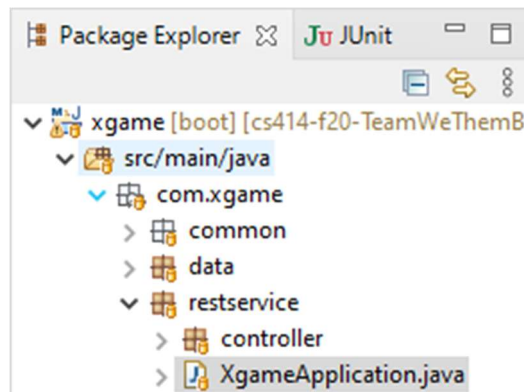 Package Explorer JU JUnit
xgame [boot] [cs414-f20-TeamWeThemB
src/main/java
com.xgame
common
data
restservice
controller
XgameApplication.java